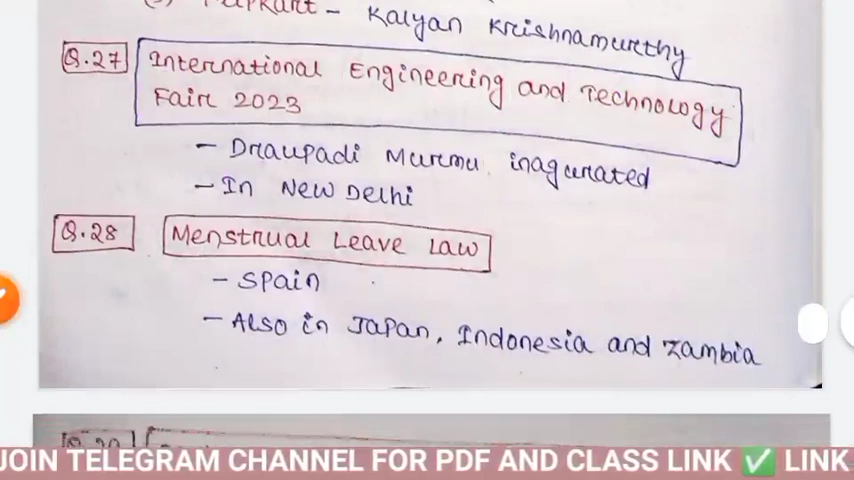 Flipkart - Kalyan Krishnamurthy
Q.27 International Engineering and Technology
Fair 2023
- Draupadi Murmu inagurated
- In New Delhi
Q.28 Menstrual Leave Law
- Spain
- Also in Japan, Indonesia and Zambia
JOIN TELEGRAM CHANNEL FOR PDF AND CLASS LINK ✅ LINK